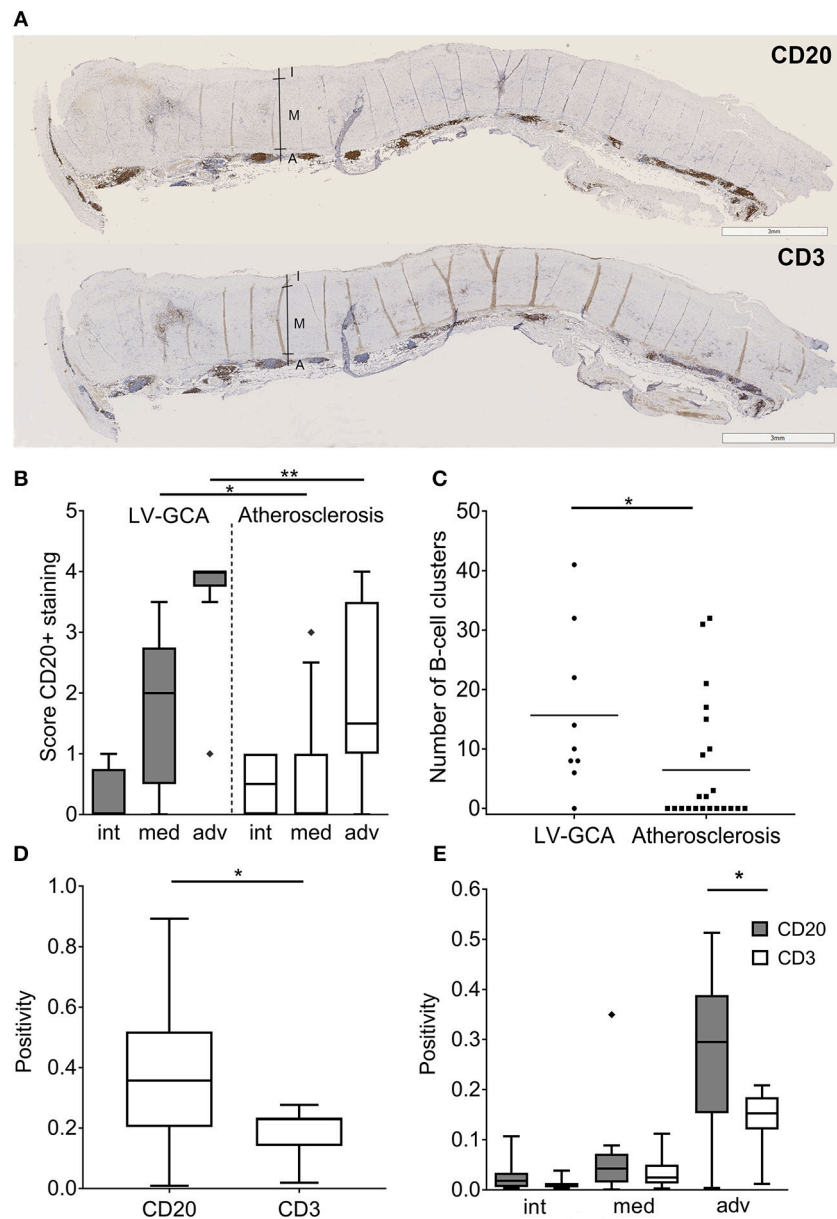 A
CD20
I
M
A
3mm
CD3
I
M
A
3mm
B
**
*
LV-GCA Atherosclerosis
Score CD20+ staining
5
4
3
2
1
0
int med adv int med adv
C
*
Number of B-cell clusters
50
40
30
20
10
0
LV-GCA Atherosclerosis
D
*
Positivity
1.0
0.8
0.6
0.4
0.2
0.0
CD20 CD3
E
*
CD20
CD3
Positivity
0.6
0.5
0.4
0.3
0.2
0.1
0.0
int med adv